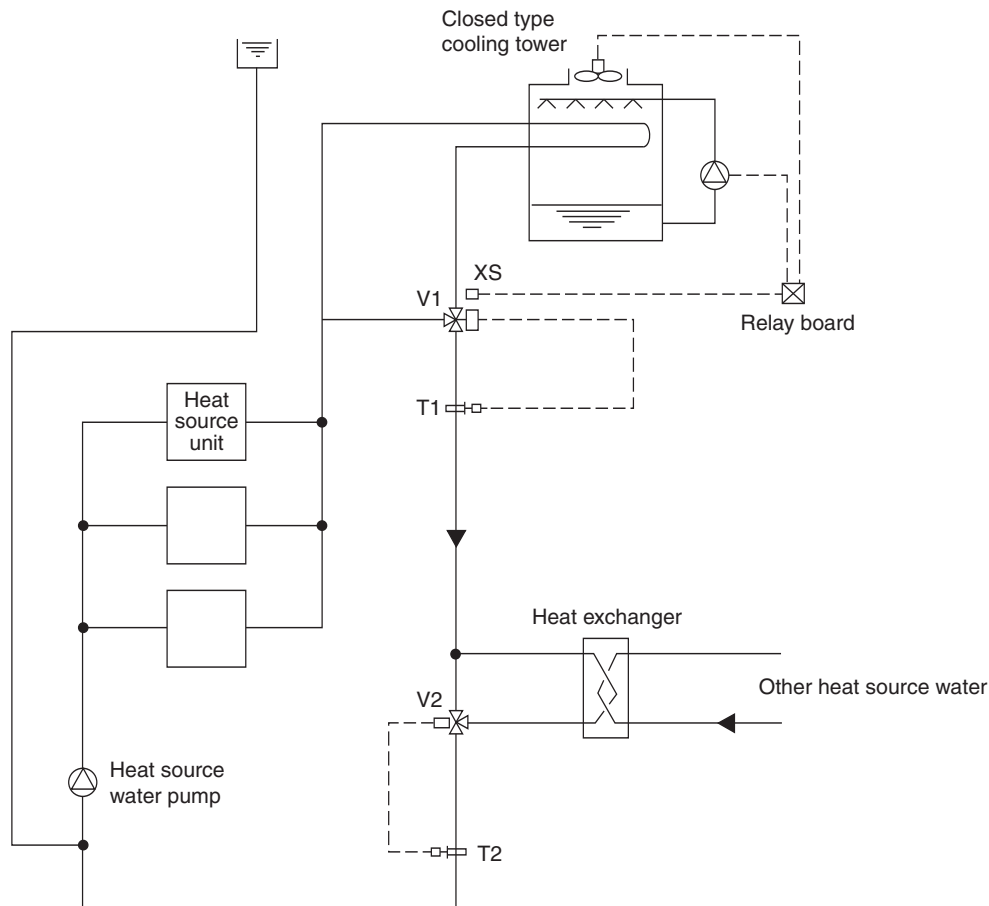 Closed type
cooling tower
XS
V1
Relay board
T1
Heat
source
unit
Heat exchanger
Other heat source water
V2
Heat source
water pump
T2